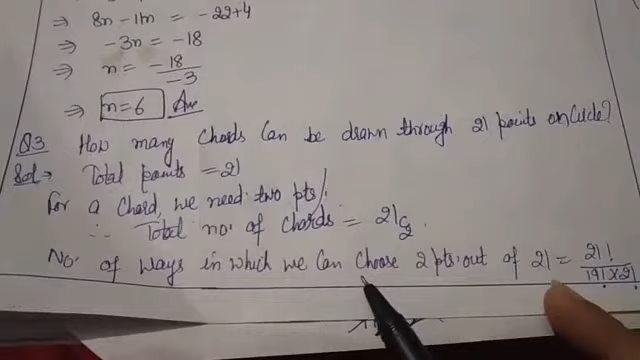 ⇒ 8n - 11n = -22+4
⇒ -3n = -18
⇒ n = -18/-3
⇒ n=6 Ans
Q3 How many chords can be drawn through 21 points on Circle?
Sol→ Total points = 21
For a chord, we need two pts/.
∴ Total no. of chords = 21C2.
No. of ways in which we can choose 2 pts. out of 21 = 21!/19!×2!